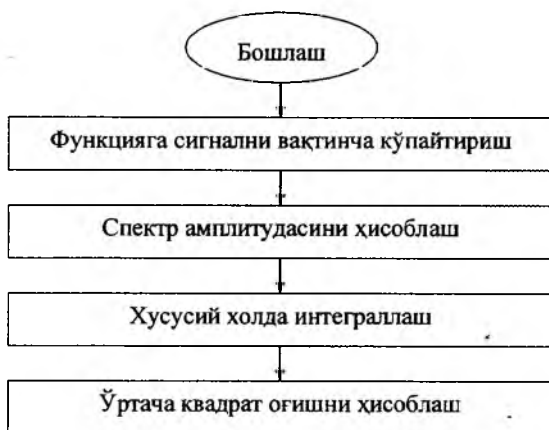 Бошлаш
Функцияга сигнални вақтинча кўпайтириш
Спектр амплитудасини ҳисоблаш
Хусусий холда интеграллаш
Ўртача квадрат оғишни ҳисоблаш